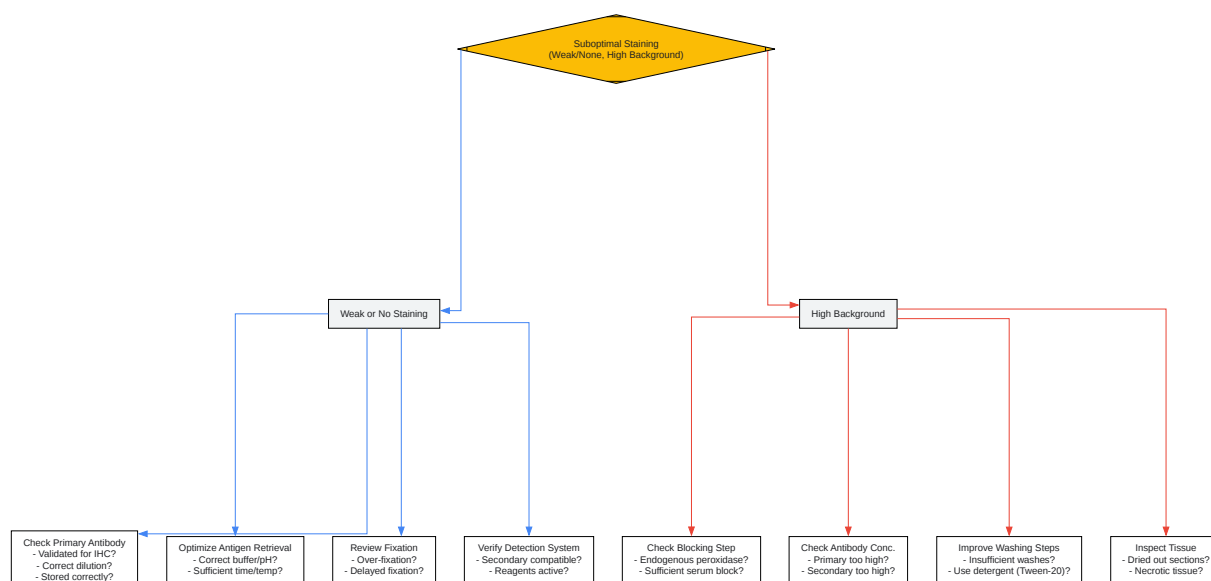 Suboptimal Staining
(Weak/None, High Background)
Weak or No Staining
High Background
Check Primary Antibody
- Validated for IHC?
- Correct dilution?
- Stored correctly?
Optimize Antigen Retrieval
- Correct buffer/pH?
- Sufficient time/temp?
Review Fixation
- Over-fixation?
- Delayed fixation?
Verify Detection System
- Secondary compatible?
- Reagents active?
Check Blocking Step
- Endogenous peroxidase?
- Sufficient serum block?
Check Antibody Conc.
- Primary too high?
- Secondary too high?
Improve Washing Steps
- Insufficient washes?
- Use detergent (Tween-20)?
Inspect Tissue
- Dried out sections?
- Necrotic tissue?